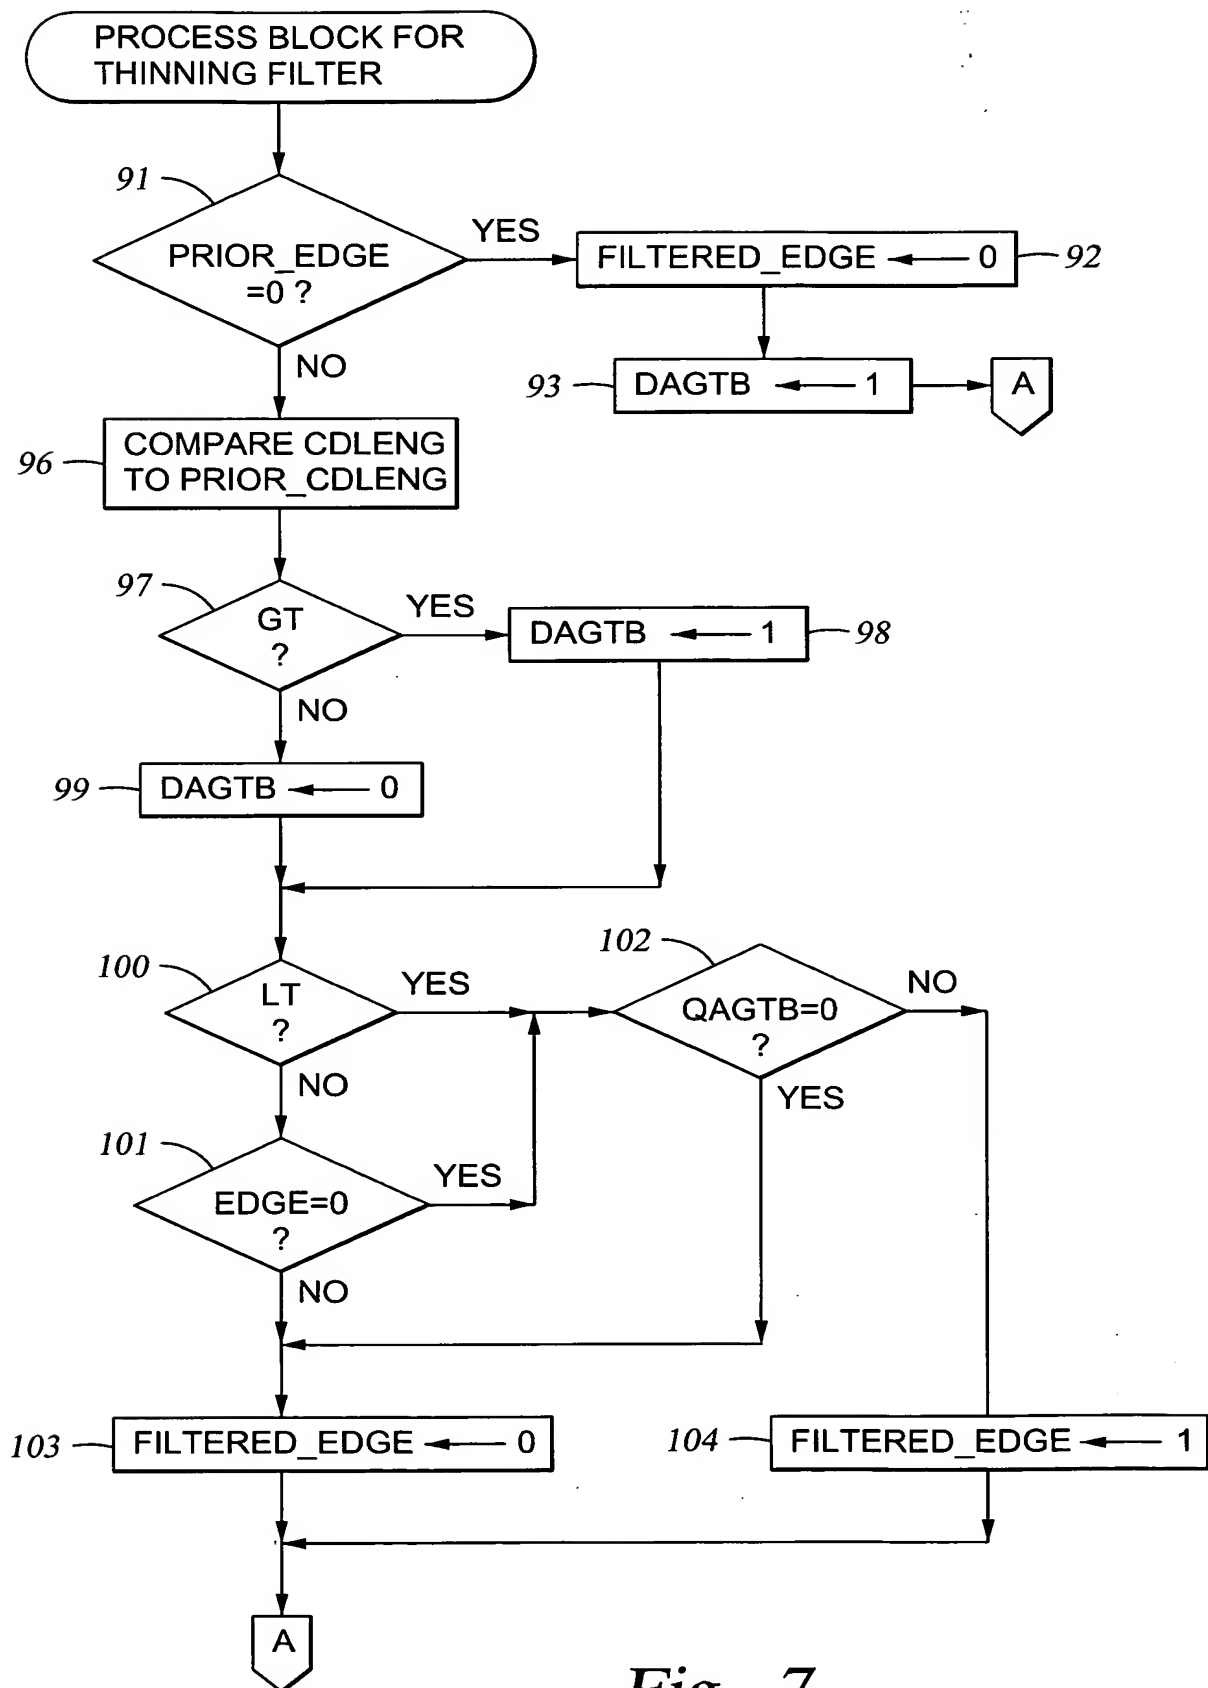 PROCESS BLOCK FOR
THINNING FILTER
91
PRIOR_EDGE
=0 ?
YES
FILTERED_EDGE ← 0
92
NO
93
DAGTB ← 1
A
96
COMPARE CDLENG
TO PRIOR_CDLENG
97
GT
?
YES
DAGTB ← 1
98
NO
99
DAGTB ← 0
100
LT
?
YES
102
QAGTB=0
?
NO
NO
YES
101
EDGE=0
?
YES
NO
103
FILTERED_EDGE ← 0
104
FILTERED_EDGE ← 1
A
Fig. 7